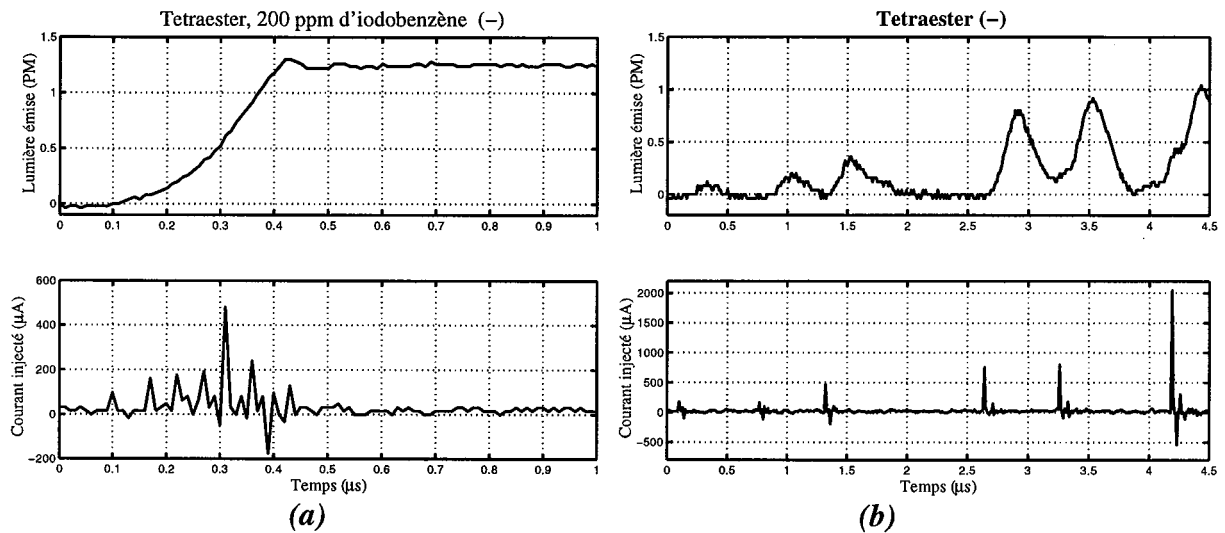 Tetraester, 200 ppm d'iodobenzène (−)
Lumière émise (PM)
1.5
1
0.5
0
0 0.1 0.2 0.3 0.4 0.5 0.6 0.7 0.8 0.9 1
Courant injecté (µA)
600
400
200
0
−200
0 0.1 0.2 0.3 0.4 0.5 0.6 0.7 0.8 0.9 1
Temps (µs)
(a)
Tetraester (−)
Lumière émise (PM)
1.5
1
0.5
0
0 0.5 1 1.5 2 2.5 3 3.5 4 4.5
Courant injecté (µA)
2000
1500
1000
500
0
−500
0 0.5 1 1.5 2 2.5 3 3.5 4 4.5
Temps (µs)
(b)